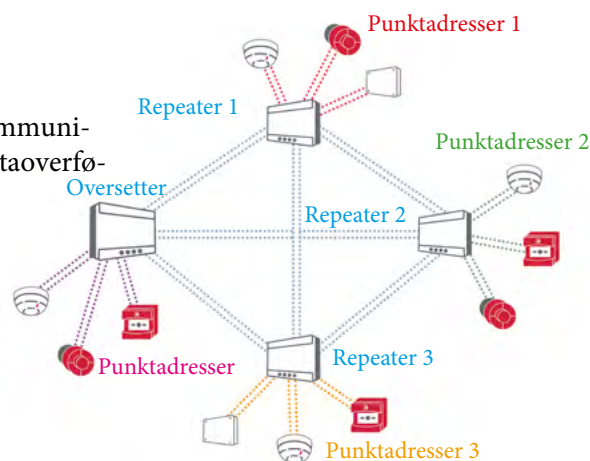 Punktadresser 1
Repeater 1
mmuni-
Punktadresser 2
taoverfø-
Oversetter
Repeater 2
Punktadresser
Repeater 3
Punktadresser 3